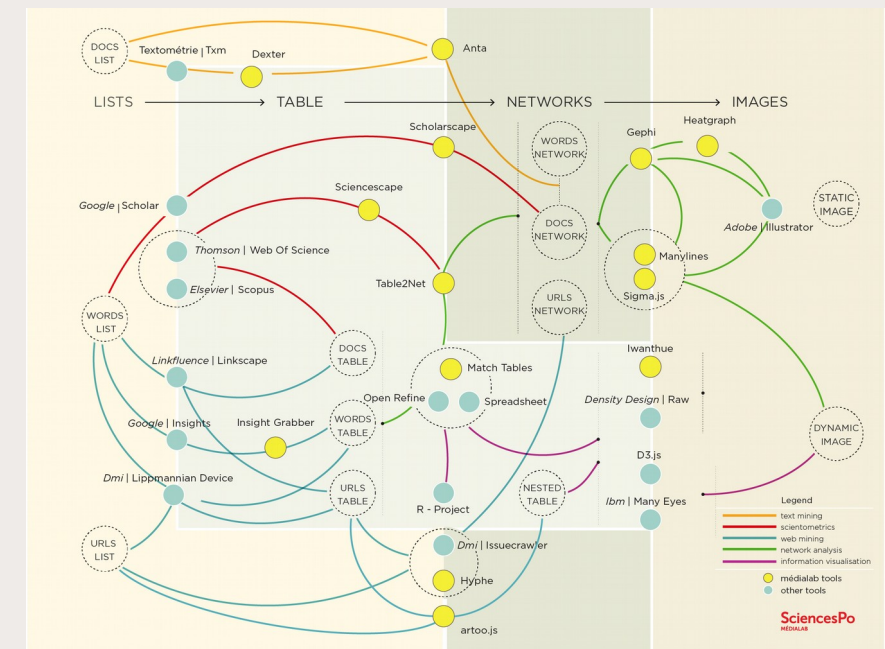 DOCS
LIST
Textométrie | Txm
Dexter
Anta
LISTS
TABLE
NETWORKS
IMAGES
Scholarscape
WORDS
NETWORK
Gephi
Heatgraph
Google | Scholar
Sciencescape
DOCS
NETWORK
STATIC
IMAGE
Adobe | Illustrator
Thomson | Web Of Science
Elsevier | Scopus
Table2Net
Manylines
Sigma.js
WORDS
LIST
URLS
NETWORK
DOCS
TABLE
Iwanthue
Linkfluence | Linkscape
Match Tables
Open Refine
Spreadsheet
Density Design | Raw
Google | Insights
Insight Grabber
WORDS
TABLE
DYNAMIC
IMAGE
D3.js
Dmi | Lippmannian Device
URLS
TABLE
NESTED
TABLE
Ibm | Many Eyes
R - Project
URLS
LIST
Dmi | Issuecrawler
Hyphe
artoo.js
Legend
text mining
scientometrics
web mining
network analysis
information visualisation
médialab tools
other tools
SciencesPo
MÉDIALAB